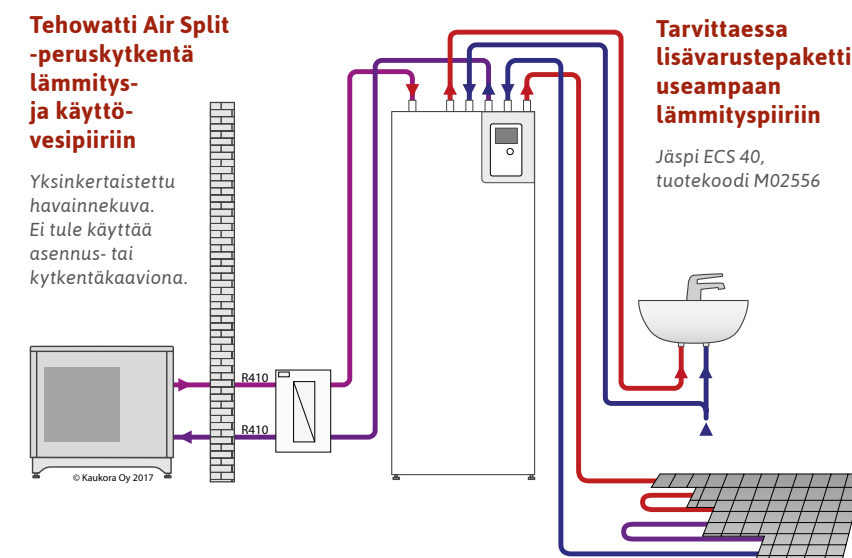 Tehowatti Air Split
-peruskytkentä
lämmitys-
ja käyttö-
vesipiiriin
Yksinkertaistettu
havainnekuva.
Ei tule käyttää
asennus- tai
kytkentäkaaviona.
Tarvittaessa
lisävarustepaketti
useampaan
lämmityspiiriin
Jäspi ECS 40,
tuotekoodi M02556
R410
R410
© Kaukora Oy 2017